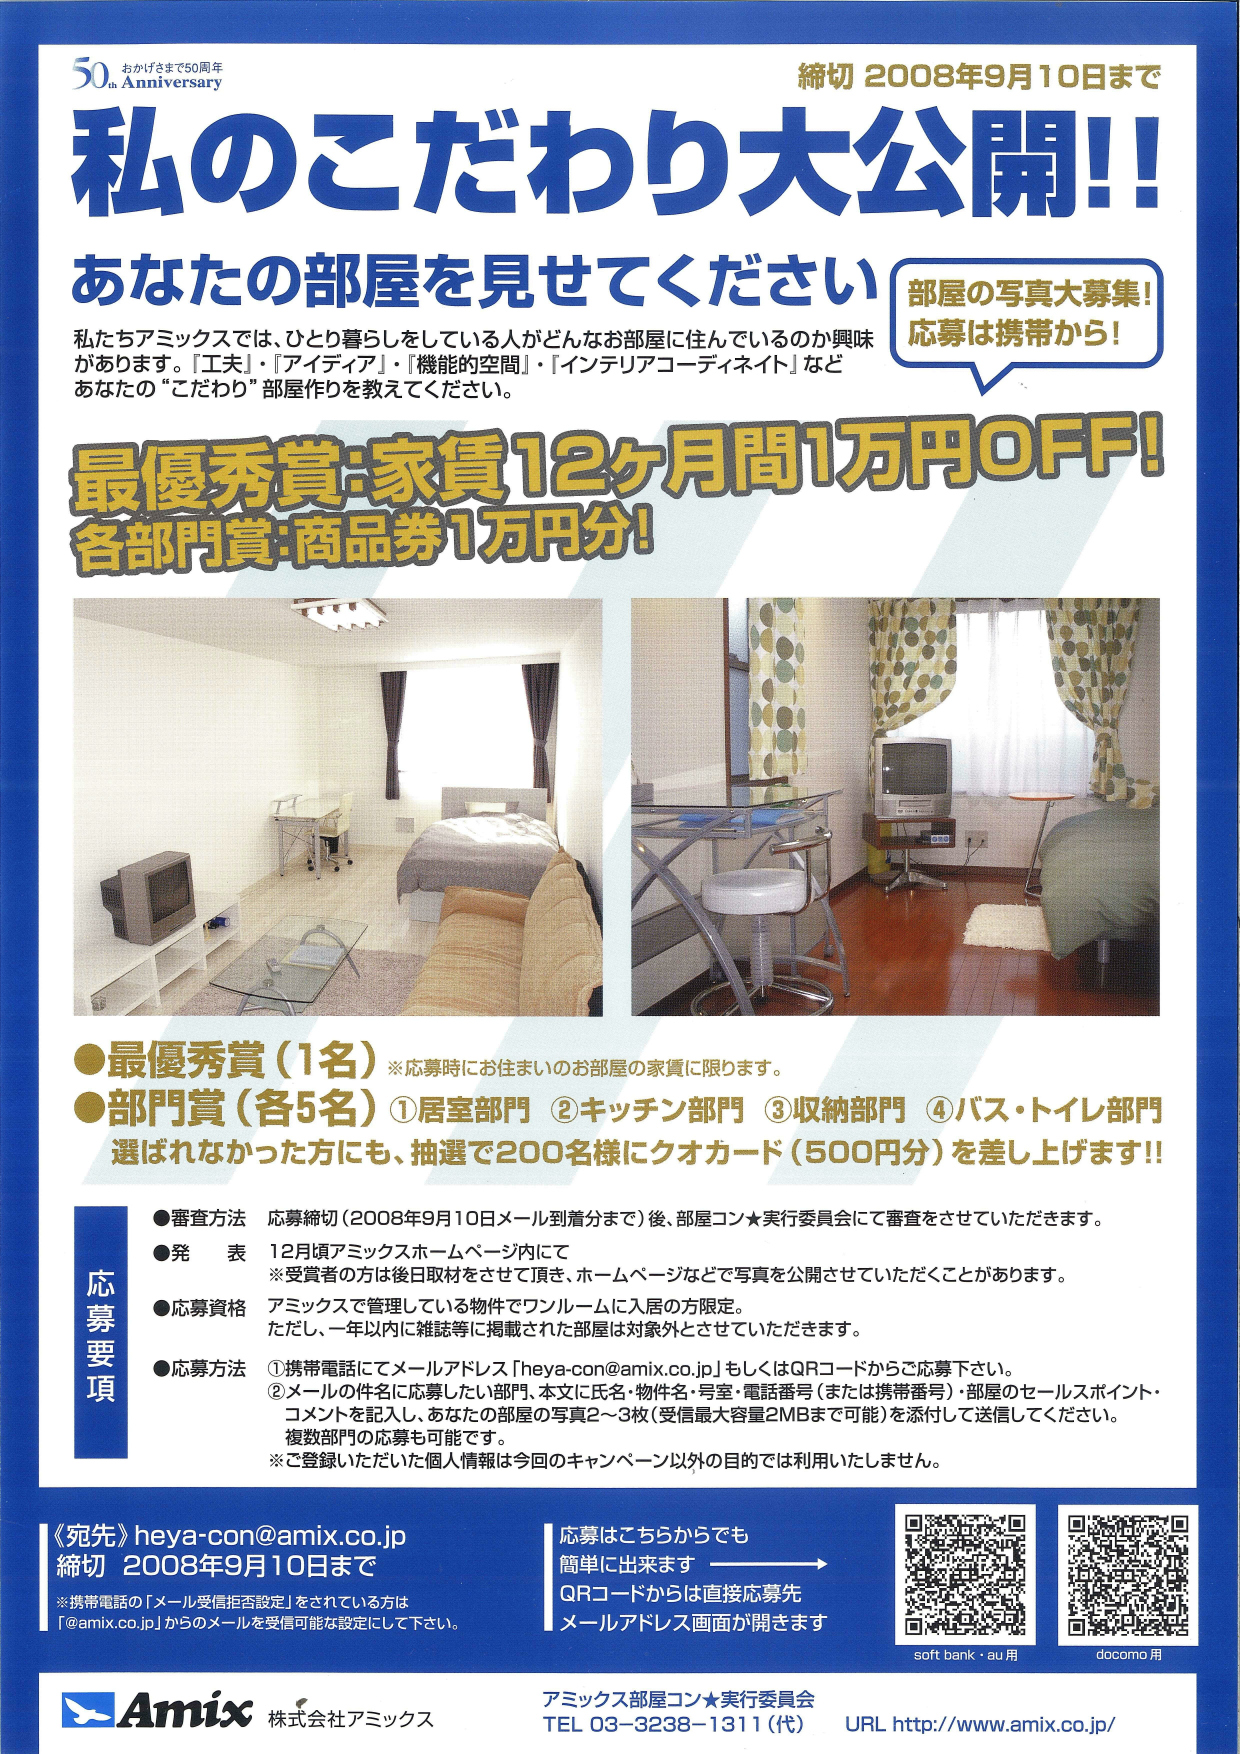 50th おかげさまで50周年 Anniversary
締切 2008年9月10日まで
私のこだわり大公開!!
あなたの部屋を見せてください
部屋の写真大募集!
応募は携帯から!
私たちアミックスでは、ひとり暮らしをしている人がどんなお部屋に住んでいるのか興味
があります。『工夫』・『アイディア』・『機能的空間』・『インテリアコーディネイト』など
あなたの“こだわり”部屋作りを教えてください。
最優秀賞:家賃12ヶ月間1万円OFF!
各部門賞:商品券1万円分!
●最優秀賞(1名) ※応募時にお住まいのお部屋の家賃に限ります。
●部門賞(各5名) ①居室部門 ②キッチン部門 ③収納部門 ④バス・トイレ部門
選ばれなかった方にも、抽選で200名様にクオカード(500円分)を差し上げます!!
応募要項
●審査方法 応募締切(2008年9月10日メール到着分まで)後、部屋コン★実行委員会にて審査をさせていただきます。
●発 表 12月頃アミックスホームページ内にて
※受賞者の方は後日取材をさせて頂き、ホームページなどで写真を公開させていただくことがあります。
●応募資格 アミックスで管理している物件でワンルームに入居の方限定。
ただし、一年以内に雑誌等に掲載された部屋は対象外とさせていただきます。
●応募方法 ①携帯電話にてメールアドレス「heya-con@amix.co.jp」もしくはQRコードからご応募下さい。
②メールの件名に応募したい部門、本文に氏名・物件名・号室・電話番号(または携帯番号)・部屋のセールスポイント・
コメントを記入し、あなたの部屋の写真2〜3枚(受信最大容量2MBまで可能)を添付して送信してください。
複数部門の応募も可能です。
※ご登録いただいた個人情報は今回のキャンペーン以外の目的では利用いたしません。
《宛先》heya-con@amix.co.jp
締切 2008年9月10日まで
※携帯電話の「メール受信拒否設定」をされている方は
「@amix.co.jp」からのメールを受信可能な設定にして下さい。
応募はこちらからでも
簡単に出来ます
QRコードからは直接応募先
メールアドレス画面が開きます
soft bank・au用
docomo用
Amix 株式会社アミックス
アミックス部屋コン★実行委員会
TEL 03-3238-1311(代) URL http://www.amix.co.jp/